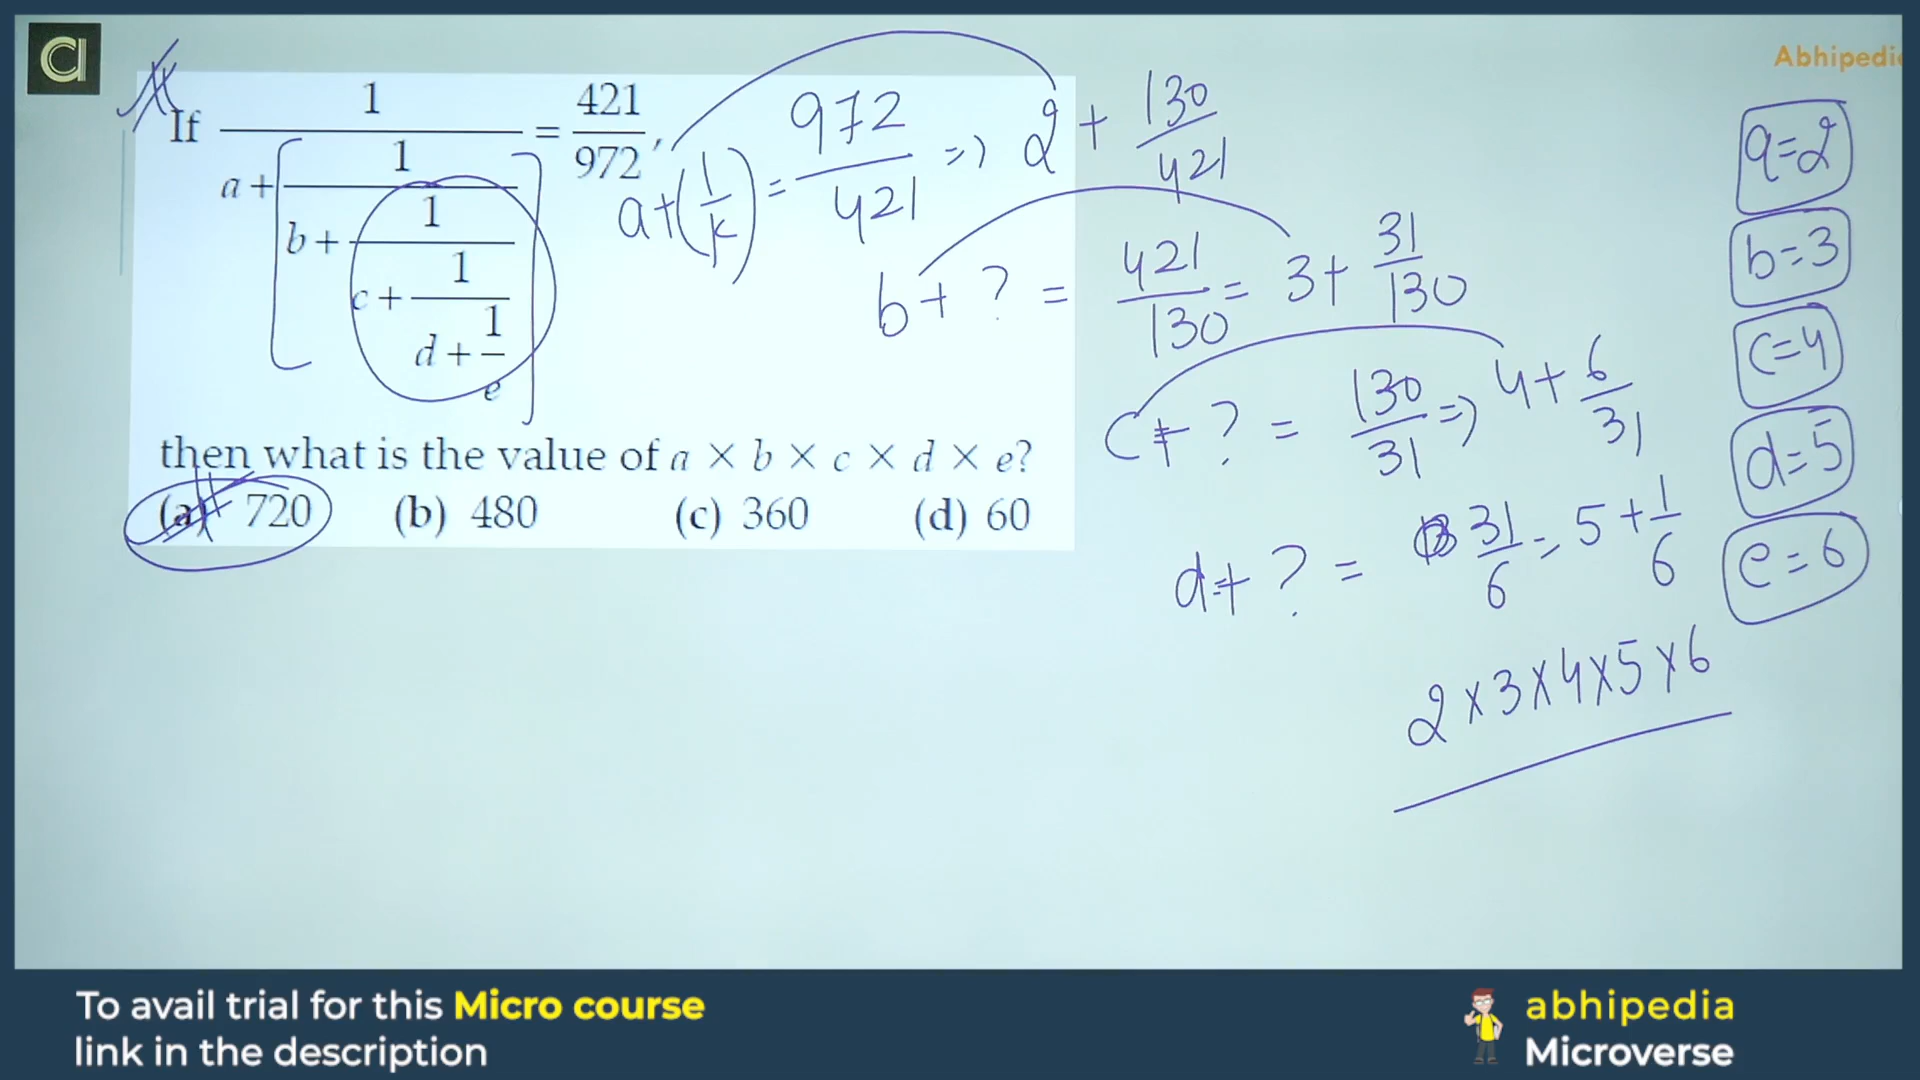 CI
Abhipedia
If 1/(a + 1/(b + 1/(c + 1/(d + 1/e)))) = 421/972,
then what is the value of a × b × c × d × e?
(a) 720 (b) 480 (c) 360 (d) 60
a + (1/k) = 972/421 => 2 + 130/421
b + ? = 421/130 = 3 + 31/130
c + ? = 130/31 => 4 + 6/31
d + ? = 31/6 = 5 + 1/6
2 × 3 × 4 × 5 × 6
a = 2
b = 3
c = 4
d = 5
e = 6
To avail trial for this Micro course
link in the description
abhipedia
Microverse